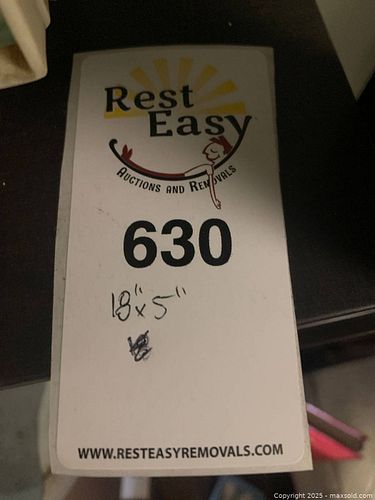 Rest
Easy
AUCTIONS AND REMOVALS
630
18" x 5"
WWW.RESTEASYREMOVALS.COM
Copyright 2025 - maxsold.com